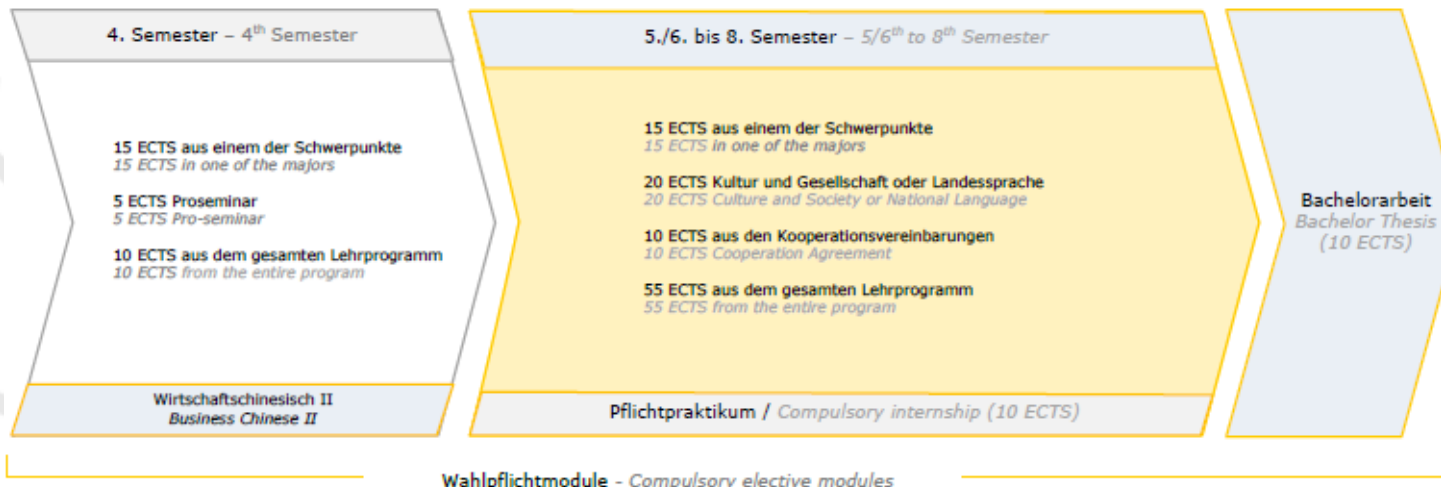 4. Semester – 4th Semester
15 ECTS aus einem der Schwerpunkte
15 ECTS in one of the majors
5 ECTS Proseminar
5 ECTS Pro-seminar
10 ECTS aus dem gesamten Lehrprogramm
10 ECTS from the entire program
Wirtschaftschinesisch II
Business Chinese II
5./6. bis 8. Semester – 5/6th to 8th Semester
15 ECTS aus einem der Schwerpunkte
15 ECTS in one of the majors
20 ECTS Kultur und Gesellschaft oder Landessprache
20 ECTS Culture and Society or National Language
10 ECTS aus den Kooperationsvereinbarungen
10 ECTS Cooperation Agreement
55 ECTS aus dem gesamten Lehrprogramm
55 ECTS from the entire program
Pflichtpraktikum / Compulsory internship (10 ECTS)
Bachelorarbeit
Bachelor Thesis
(10 ECTS)
Wahlpflichtmodule - Compulsory elective modules